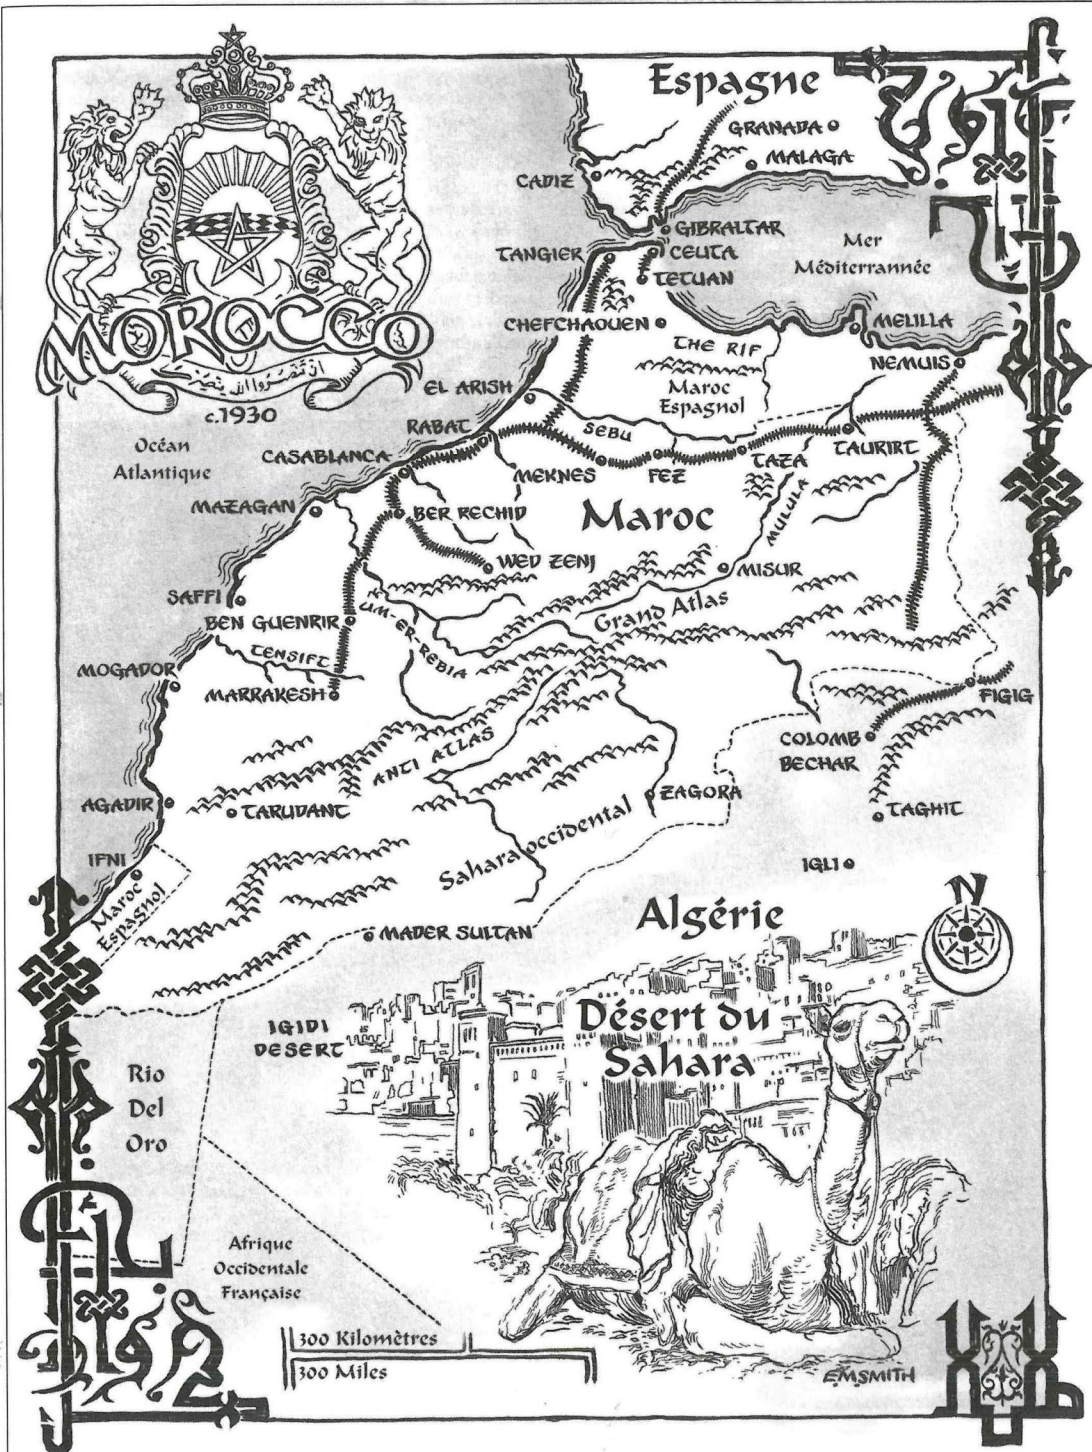 Espagne
GRANADA
MALAGA
CADIZ
GIBRALTAR
CEUTA
TANGIER
TETUAN
Mer
Méditerrannée
MOROCCO
c.1930
CHEFCHAOUEN
MELILLA
THE RIF
NEMUIS
Maroc
Espagnol
EL ARISH
RABAT
SEBU
Océan
Atlantique
CASABLANCA
MEKNES
FEZ
TAZA
TAURIRT
MAZAGAN
BER RECHID
Maroc
MULULA
WED ZENJ
MISUR
SAFFI
BEN GUENRIR
UM-ER-REBIA
Grand Atlas
TENSIFT
MOGADOR
MARRAKESH
FIGIG
COLOMB
BECHAR
ANTI ATLAS
AGADIR
TARUDANT
ZAGORA
TAGHIT
Sahara occidental
IFNI
IGLI
Maroc
Espagnol
Algérie
N
MADER SULTAN
IGIDI
DESERT
Désert du
Sahara
Rio
Del
Oro
Afrique
Occidentale
Française
300 Kilomètres
300 Miles
E.M.SMITH